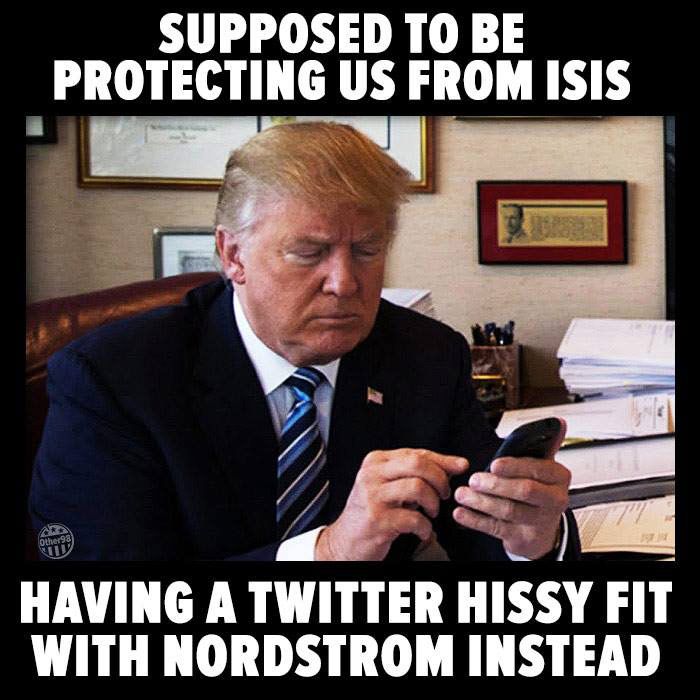 SUPPOSED TO BE
PROTECTING US FROM ISIS
Other98
HAVING A TWITTER HISSY FIT
WITH NORDSTROM INSTEAD